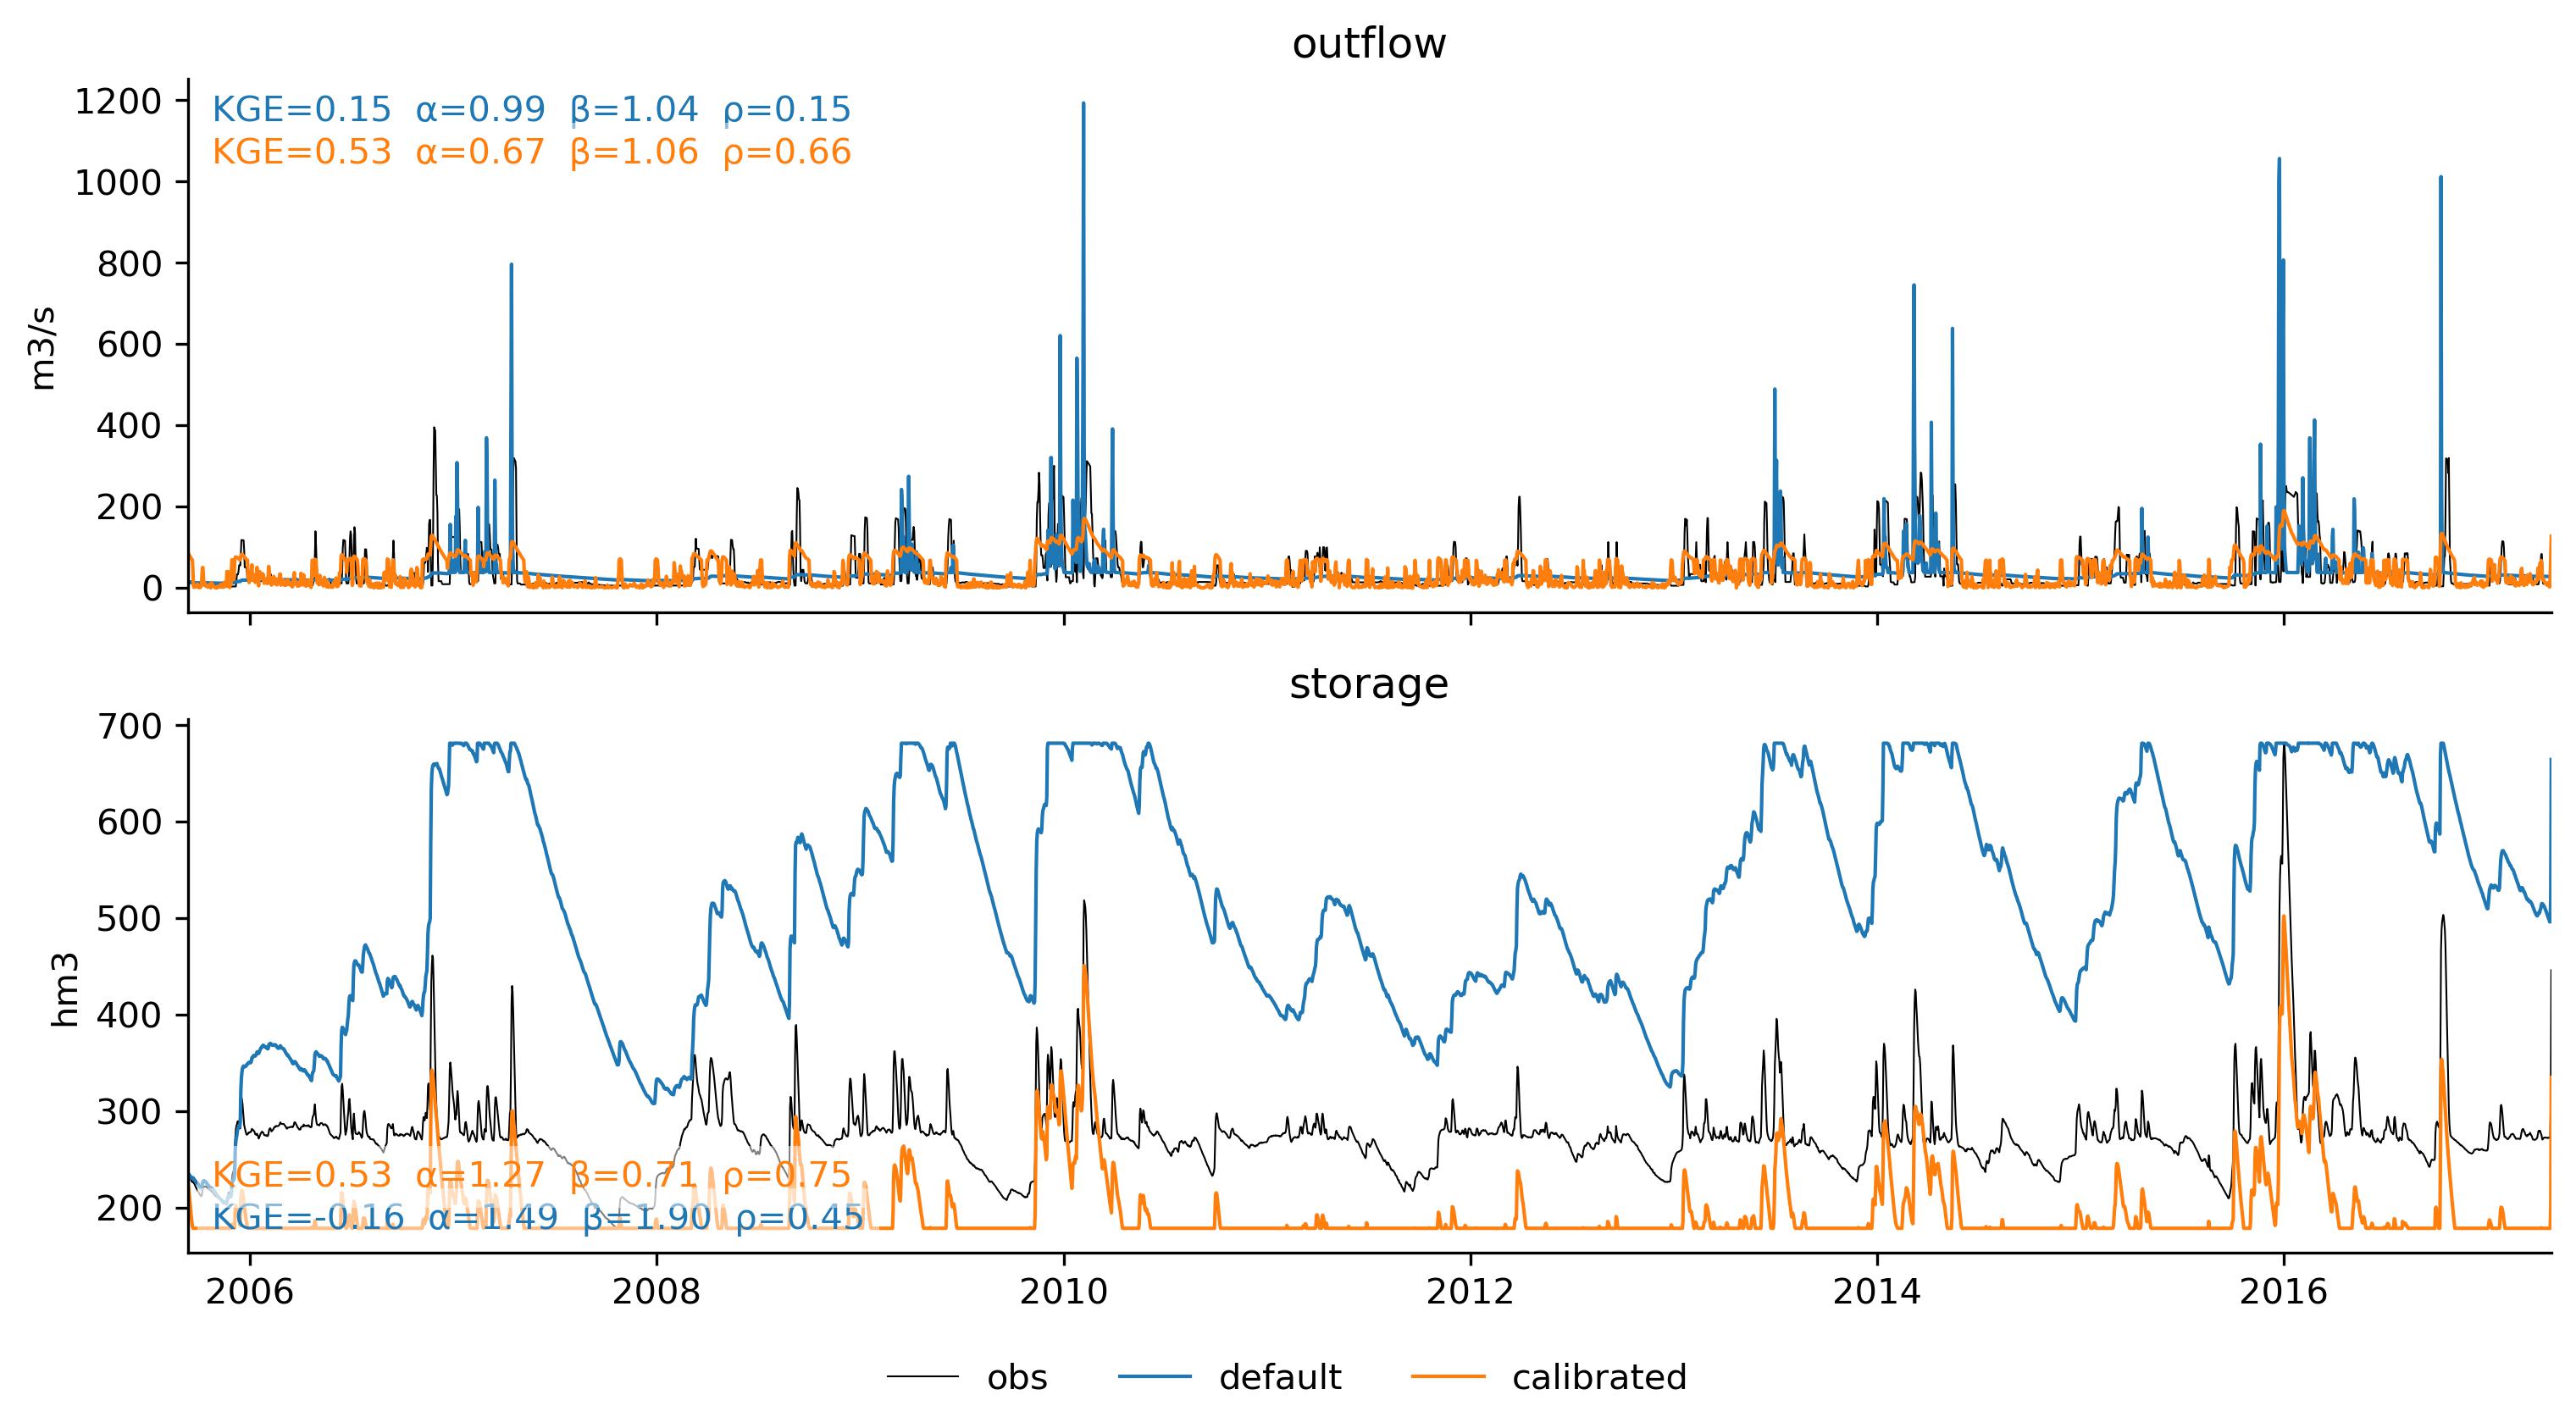 outflow
1200
1000
800
600
400
200
0
m3/s
KGE=0.15 α=0.99 β=1.04 ρ=0.15
KGE=0.53 α=0.67 β=1.06 ρ=0.66
storage
700
600
500
400
300
200
hm3
KGE=0.53 α=1.27 β=0.71 ρ=0.75
KGE=-0.16 α=1.49 β=1.90 ρ=0.45
2006 2008 2010 2012 2014 2016
obs default calibrated